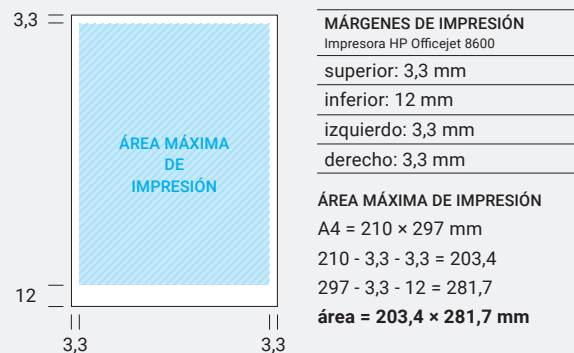 3,3
ÁREA MÁXIMA
DE
IMPRESIÓN
12
3,3
3,3
MÁRGENES DE IMPRESIÓN
Impresora HP Officejet 8600
superior: 3,3 mm
inferior: 12 mm
izquierdo: 3,3 mm
derecho: 3,3 mm
ÁREA MÁXIMA DE IMPRESIÓN
A4 = 210 × 297 mm
210 - 3,3 - 3,3 = 203,4
297 - 3,3 - 12 = 281,7
área = 203,4 × 281,7 mm